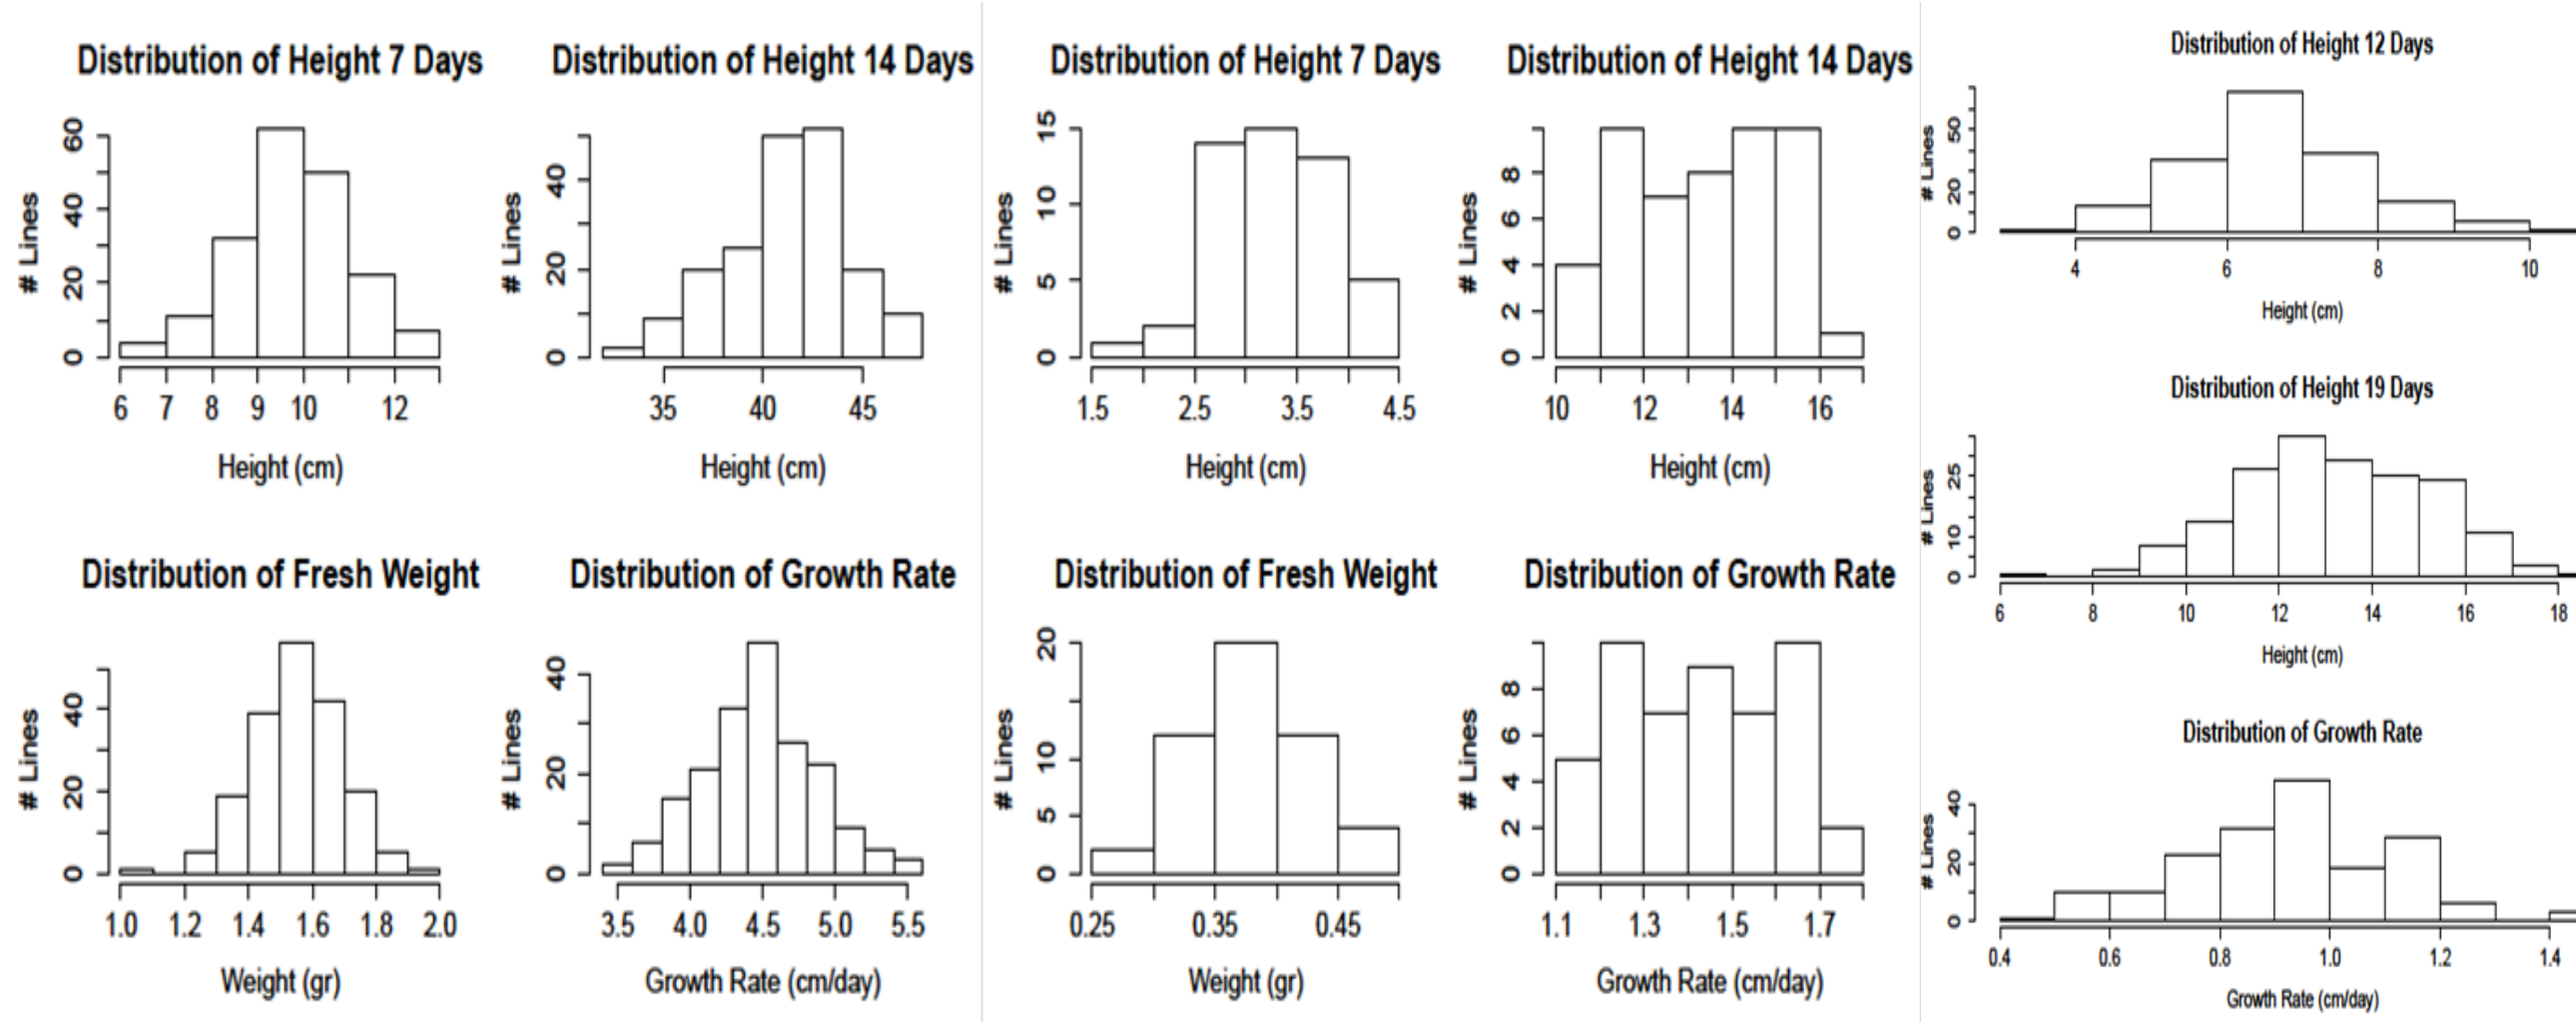 Distribution of Height 7 Days
# Lines
0 20 40 60
6 7 8 9 10 12
Height (cm)
Distribution of Height 14 Days
# Lines
0 20 40
35 40 45
Height (cm)
Distribution of Fresh Weight
# Lines
0 20 40
1.0 1.2 1.4 1.6 1.8 2.0
Weight (gr)
Distribution of Growth Rate
# Lines
0 20 40
3.5 4.0 4.5 5.0 5.5
Growth Rate (cm/day)
Distribution of Height 7 Days
# Lines
0 5 10 15
1.5 2.5 3.5 4.5
Height (cm)
Distribution of Height 14 Days
# Lines
0 2 4 6 8
10 12 14 16
Height (cm)
Distribution of Fresh Weight
# Lines
0 5 10 20
0.25 0.35 0.45
Weight (gr)
Distribution of Growth Rate
# Lines
0 2 4 6 8
1.1 1.3 1.5 1.7
Growth Rate (cm/day)
Distribution of Height 12 Days
# Lines
0 20 50
4 6 8 10
Height (cm)
Distribution of Height 19 Days
# Lines
0 10 25
6 8 10 12 14 16 18
Height (cm)
Distribution of Growth Rate
# Lines
0 20 40
0.4 0.6 0.8 1.0 1.2 1.4
Growth Rate (cm/day)